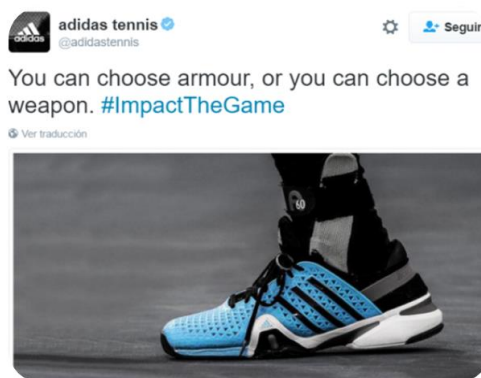 adidas tennis
@adidastennis
Seguir
You can choose armour, or you can choose a
weapon. #ImpactTheGame
Ver traducción
adidas
60